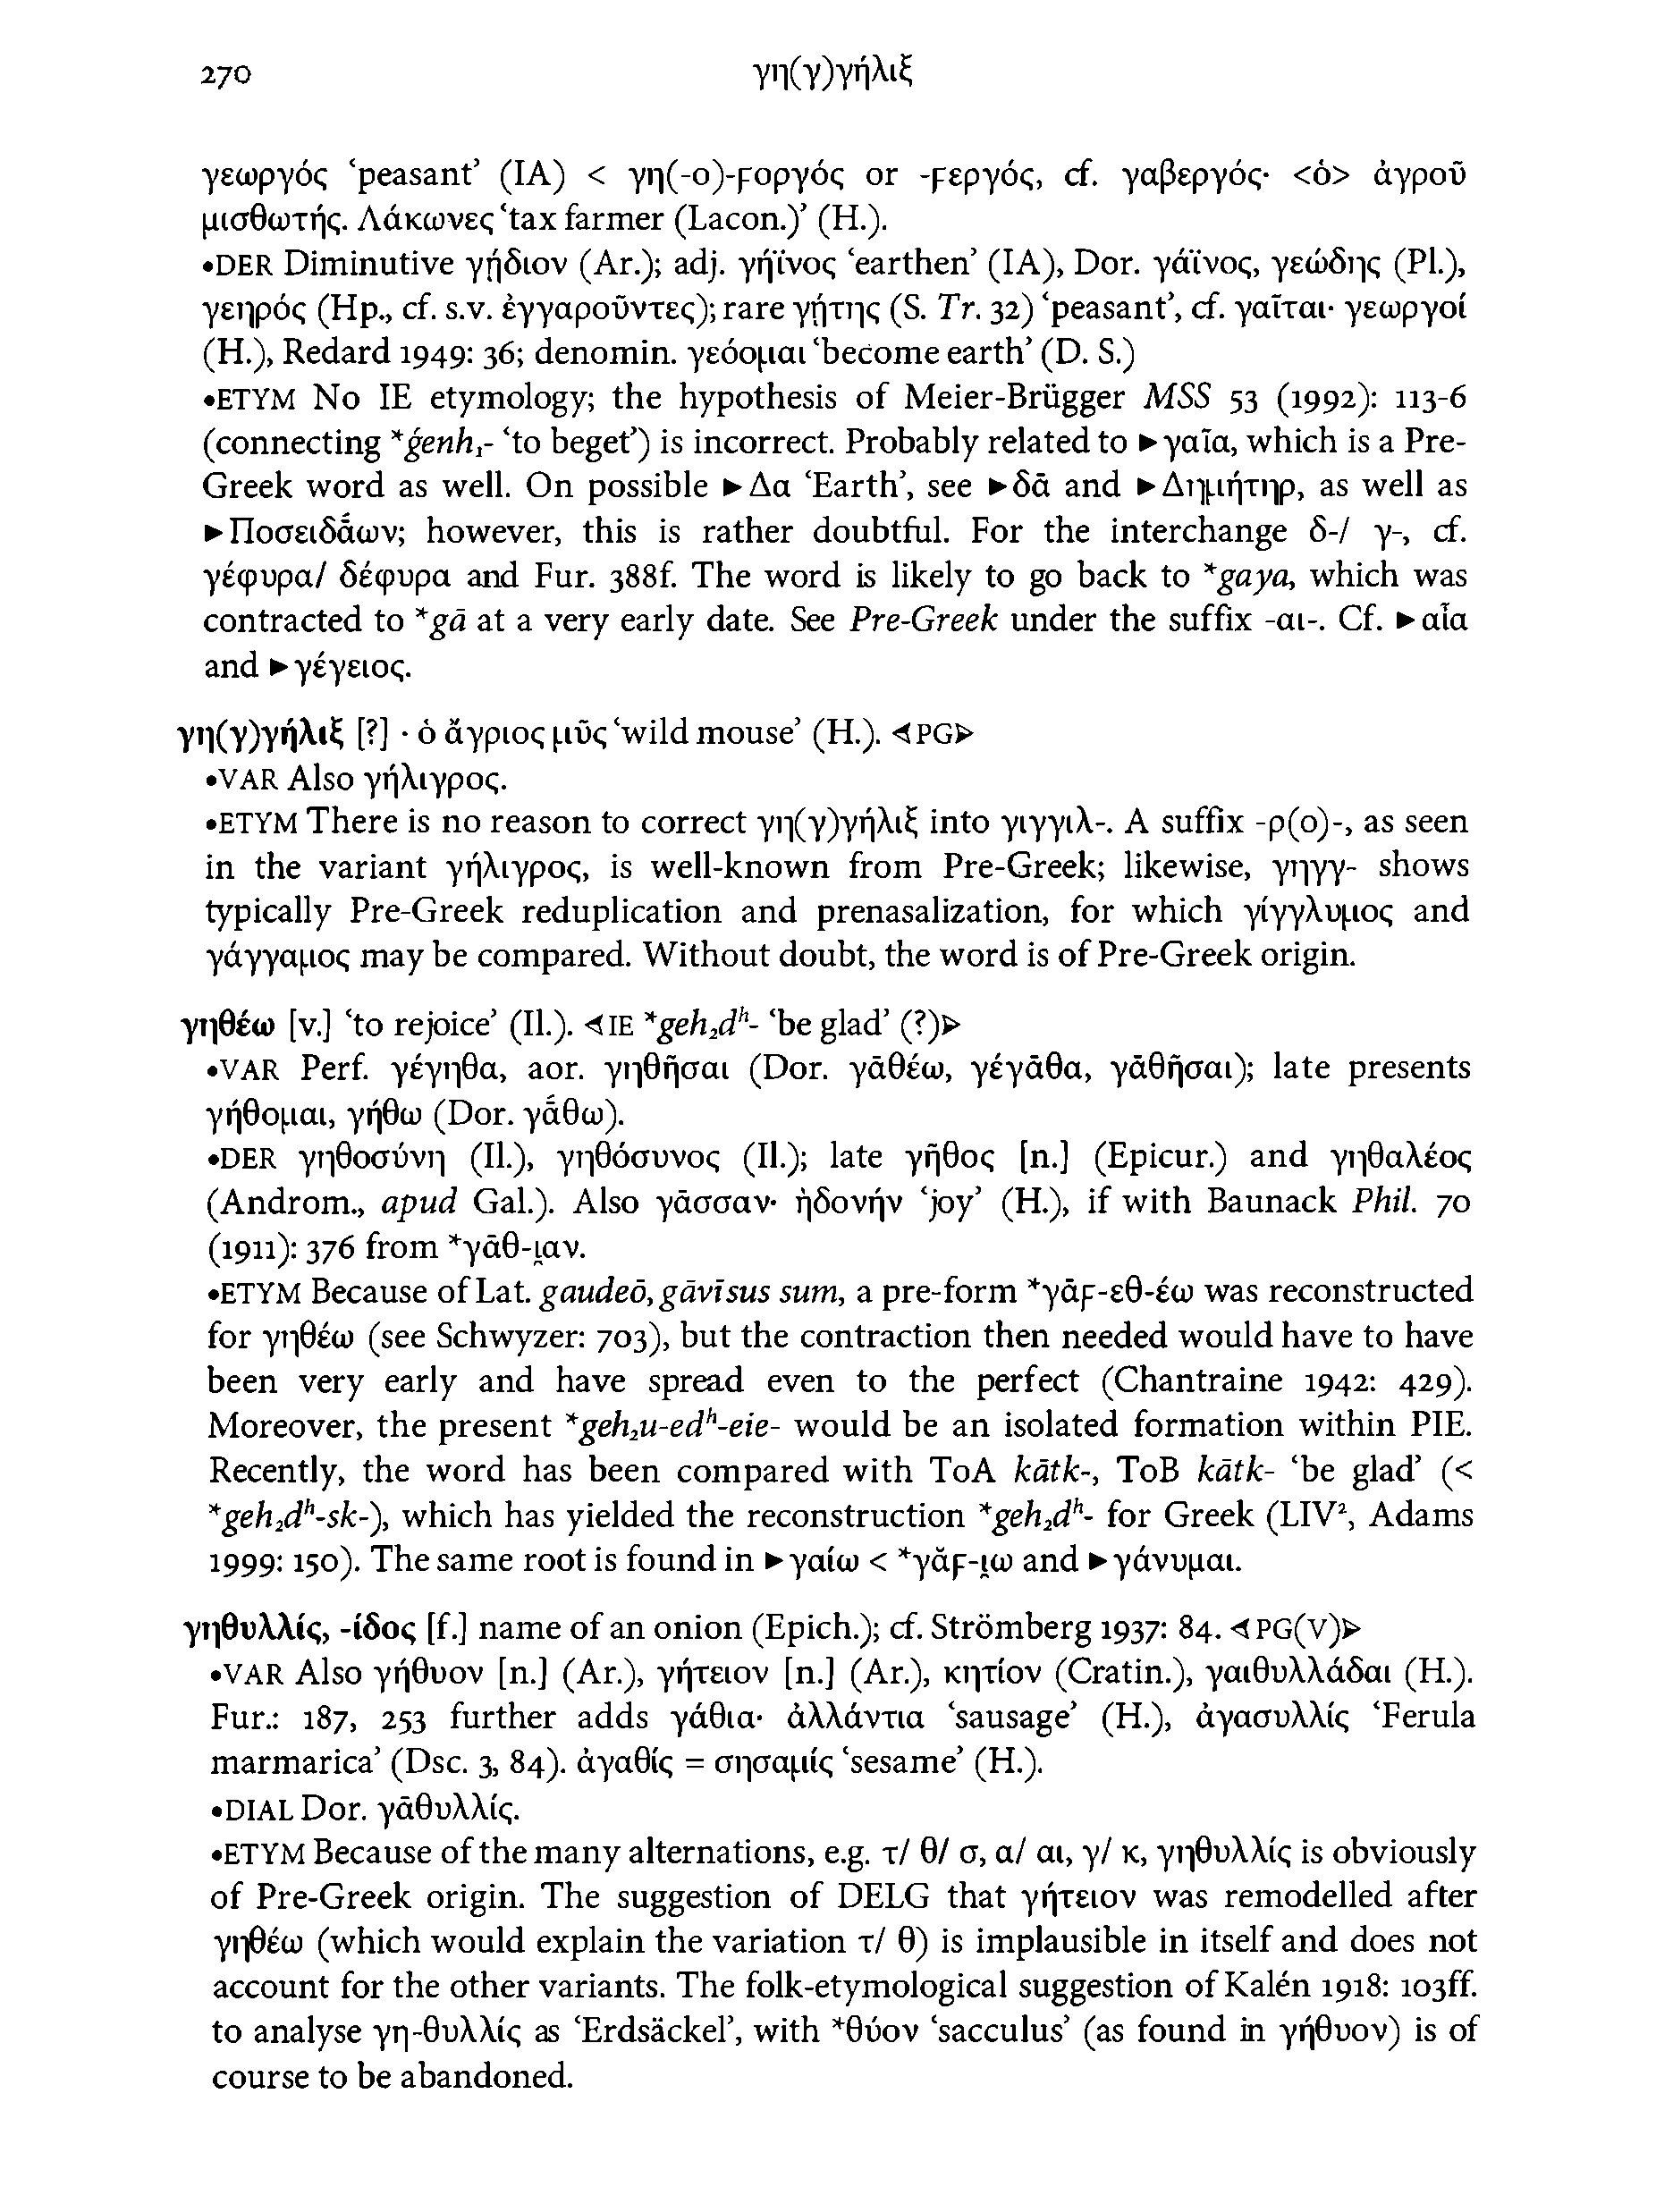 270 γη(γ)γήλιξ
γεωργός ‘peasant’ (IA) < γη(-ο)-ϝοργός or -ϝεργός, cf. γαβεργός· <ὁ> ἀγροῦ
μισθωτής. Λάκωνες ‘tax farmer (Lacon.)’ (H.).
•DER Diminutive γῄδιον (Ar.); adj. γήϊνος ‘earthen’ (IA), Dor. γάϊνος, γεώδης (Pl.),
γεηρός (Hp., cf. s.v. ἐγγαροῦντες); rare γῄτης (S. Tr. 32) ‘peasant’, cf. γαῖται· γεωργοί
(H.), Redard 1949: 36; denomin. γεόομαι ‘become earth’ (D. S.)
•ETYM No IE etymology; the hypothesis of Meier-Brügger MSS 53 (1992): 113-6
(connecting *ǵenh₁- ‘to beget’) is incorrect. Probably related to ►γαῖα, which is a Pre-
Greek word as well. On possible ►Δα ‘Earth’, see ►δᾶ and ►Δημήτηρ, as well as
►Ποσειδάων; however, this is rather doubtful. For the interchange δ-/ γ-, cf.
γέφυρα/ δέφυρα and Fur. 388f. The word is likely to go back to *gaya, which was
contracted to *gā at a very early date. See Pre-Greek under the suffix -αι-. Cf. ►αἶα
and ►γέγειος.
γη(γ)γήλιξ [?] · ὁ ἄγριος μῦς ‘wild mouse’ (H.). ⊲PG⊳
•VAR Also γήλιγρος.
•ETYM There is no reason to correct γη(γ)γήλιξ into γιγγιλ-. A suffix -ρ(ο)-, as seen
in the variant γήλιγρος, is well-known from Pre-Greek; likewise, γηγγ- shows
typically Pre-Greek reduplication and prenasalization, for which γίγγλυμος and
γάγγαμος may be compared. Without doubt, the word is of Pre-Greek origin.
γηθέω [v.] ‘to rejoice’ (Il.). ⊲IE *geh₂dʰ- ‘be glad’ (?)⊳
•VAR Perf. γέγηθα, aor. γηθῆσαι (Dor. γᾱθέω, γέγᾱθα, γᾱθῆσαι); late presents
γήθομαι, γήθω (Dor. γᾱ́θω).
•DER γηθοσύνη (Il.), γηθόσυνος (Il.); late γῆθος [n.] (Epicur.) and γηθαλέος
(Androm., apud Gal.). Also γᾶσσαν· ἡδονήν ‘joy’ (H.), if with Baunack Phil. 70
(1911): 376 from *γᾱθ-ι̯αν.
•ETYM Because of Lat. gaudeō, gāvīsus sum, a pre-form *γᾱϝ-εθ-έω was reconstructed
for γηθέω (see Schwyzer: 703), but the contraction then needed would have to have
been very early and have spread even to the perfect (Chantraine 1942: 429).
Moreover, the present *geh₂u-edʰ-eie- would be an isolated formation within PIE.
Recently, the word has been compared with ToA kātk-, ToB kātk- ‘be glad’ (<
*geh₂dʰ-sk-), which has yielded the reconstruction *geh₂dʰ- for Greek (LIV², Adams
1999: 150). The same root is found in ►γαίω < *γᾰϝ-ι̯ω and ►γάνυμαι.
γηθυλλίς, -ίδος [f.] name of an onion (Epich.); cf. Strömberg 1937: 84. ⊲PG(V)⊳
•VAR Also γήθυον [n.] (Ar.), γήτειον [n.] (Ar.), κητίον (Cratin.), γαιθυλλάδαι (H.).
Fur.: 187, 253 further adds γάθια· ἀλλάντια ‘sausage’ (H.), ἀγασυλλίς ‘Ferula
marmarica’ (Dsc. 3, 84). ἀγαθίς = σησαμίς ‘sesame’ (H.).
•DIAL Dor. γᾱθυλλίς.
•ETYM Because of the many alternations, e.g. τ/ θ/ σ, α/ αι, γ/ κ, γηθυλλίς is obviously
of Pre-Greek origin. The suggestion of DELG that γήτειον was remodelled after
γηθέω (which would explain the variation τ/ θ) is implausible in itself and does not
account for the other variants. The folk-etymological suggestion of Kalén 1918: 103ff.
to analyse γη-θυλλίς as ‘Erdsäckel’, with *θύον ‘sacculus’ (as found in γήθυον) is of
course to be abandoned.